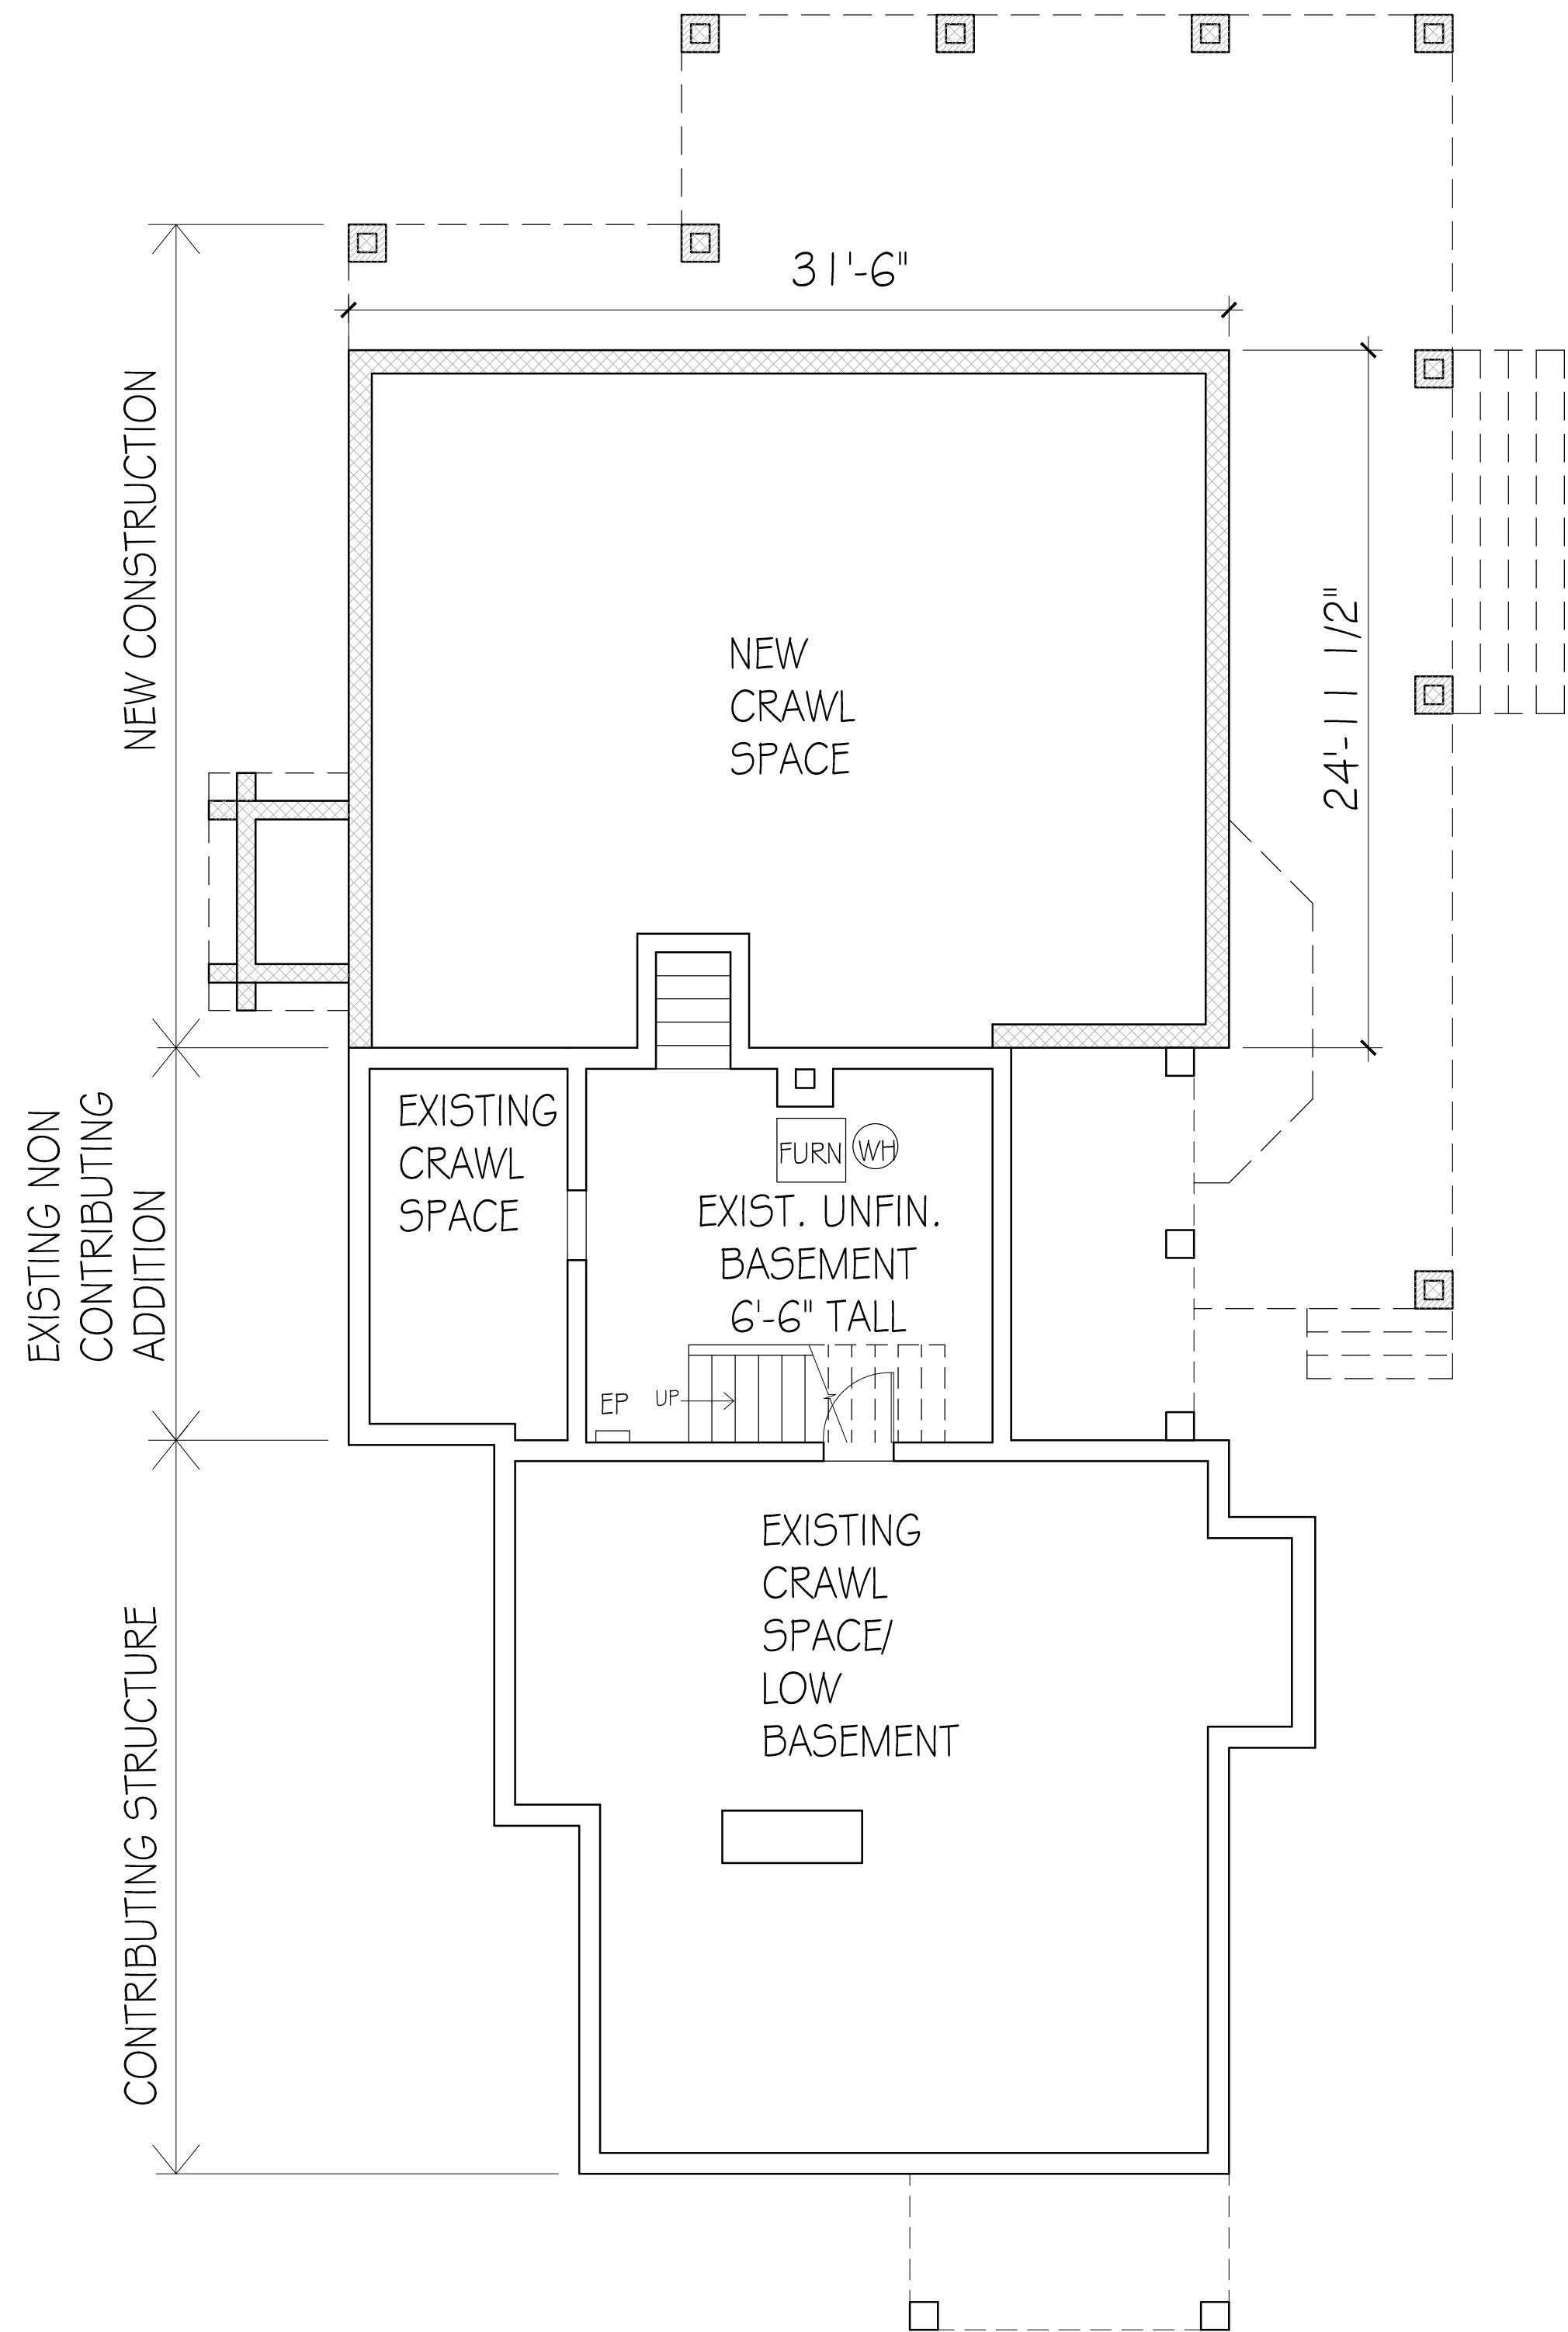 31'-6"
NEW CONSTRUCTION
24'-11 1/2"
NEW
CRAWL
SPACE
EXISTING NON
CONTRIBUTING
ADDITION
EXISTING
CRAWL
SPACE
FURN
WH
EXIST. UNFIN.
BASEMENT
6'-6" TALL
EP
UP
EXISTING
CRAWL
SPACE/
LOW
BASEMENT
CONTRIBUTING STRUCTURE